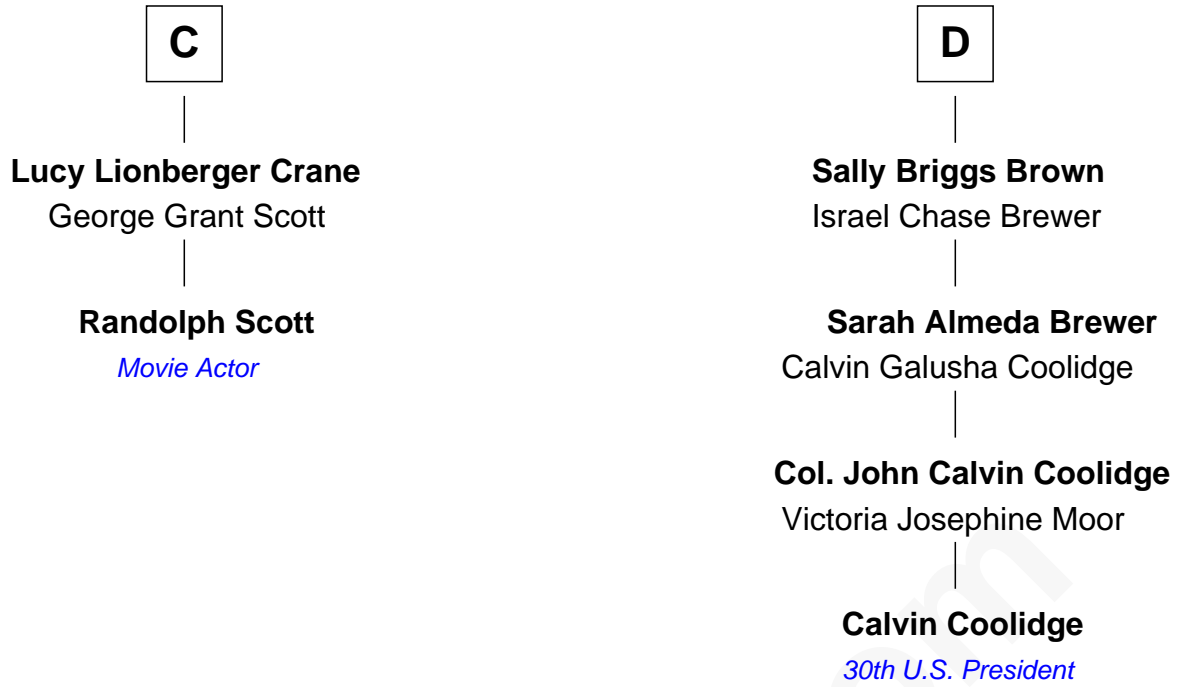 C
Lucy Lionberger Crane
George Grant Scott
Randolph Scott
Movie Actor
D
Sally Briggs Brown
Israel Chase Brewer
Sarah Almeda Brewer
Calvin Galusha Coolidge
Col. John Calvin Coolidge
Victoria Josephine Moor
Calvin Coolidge
30th U.S. President